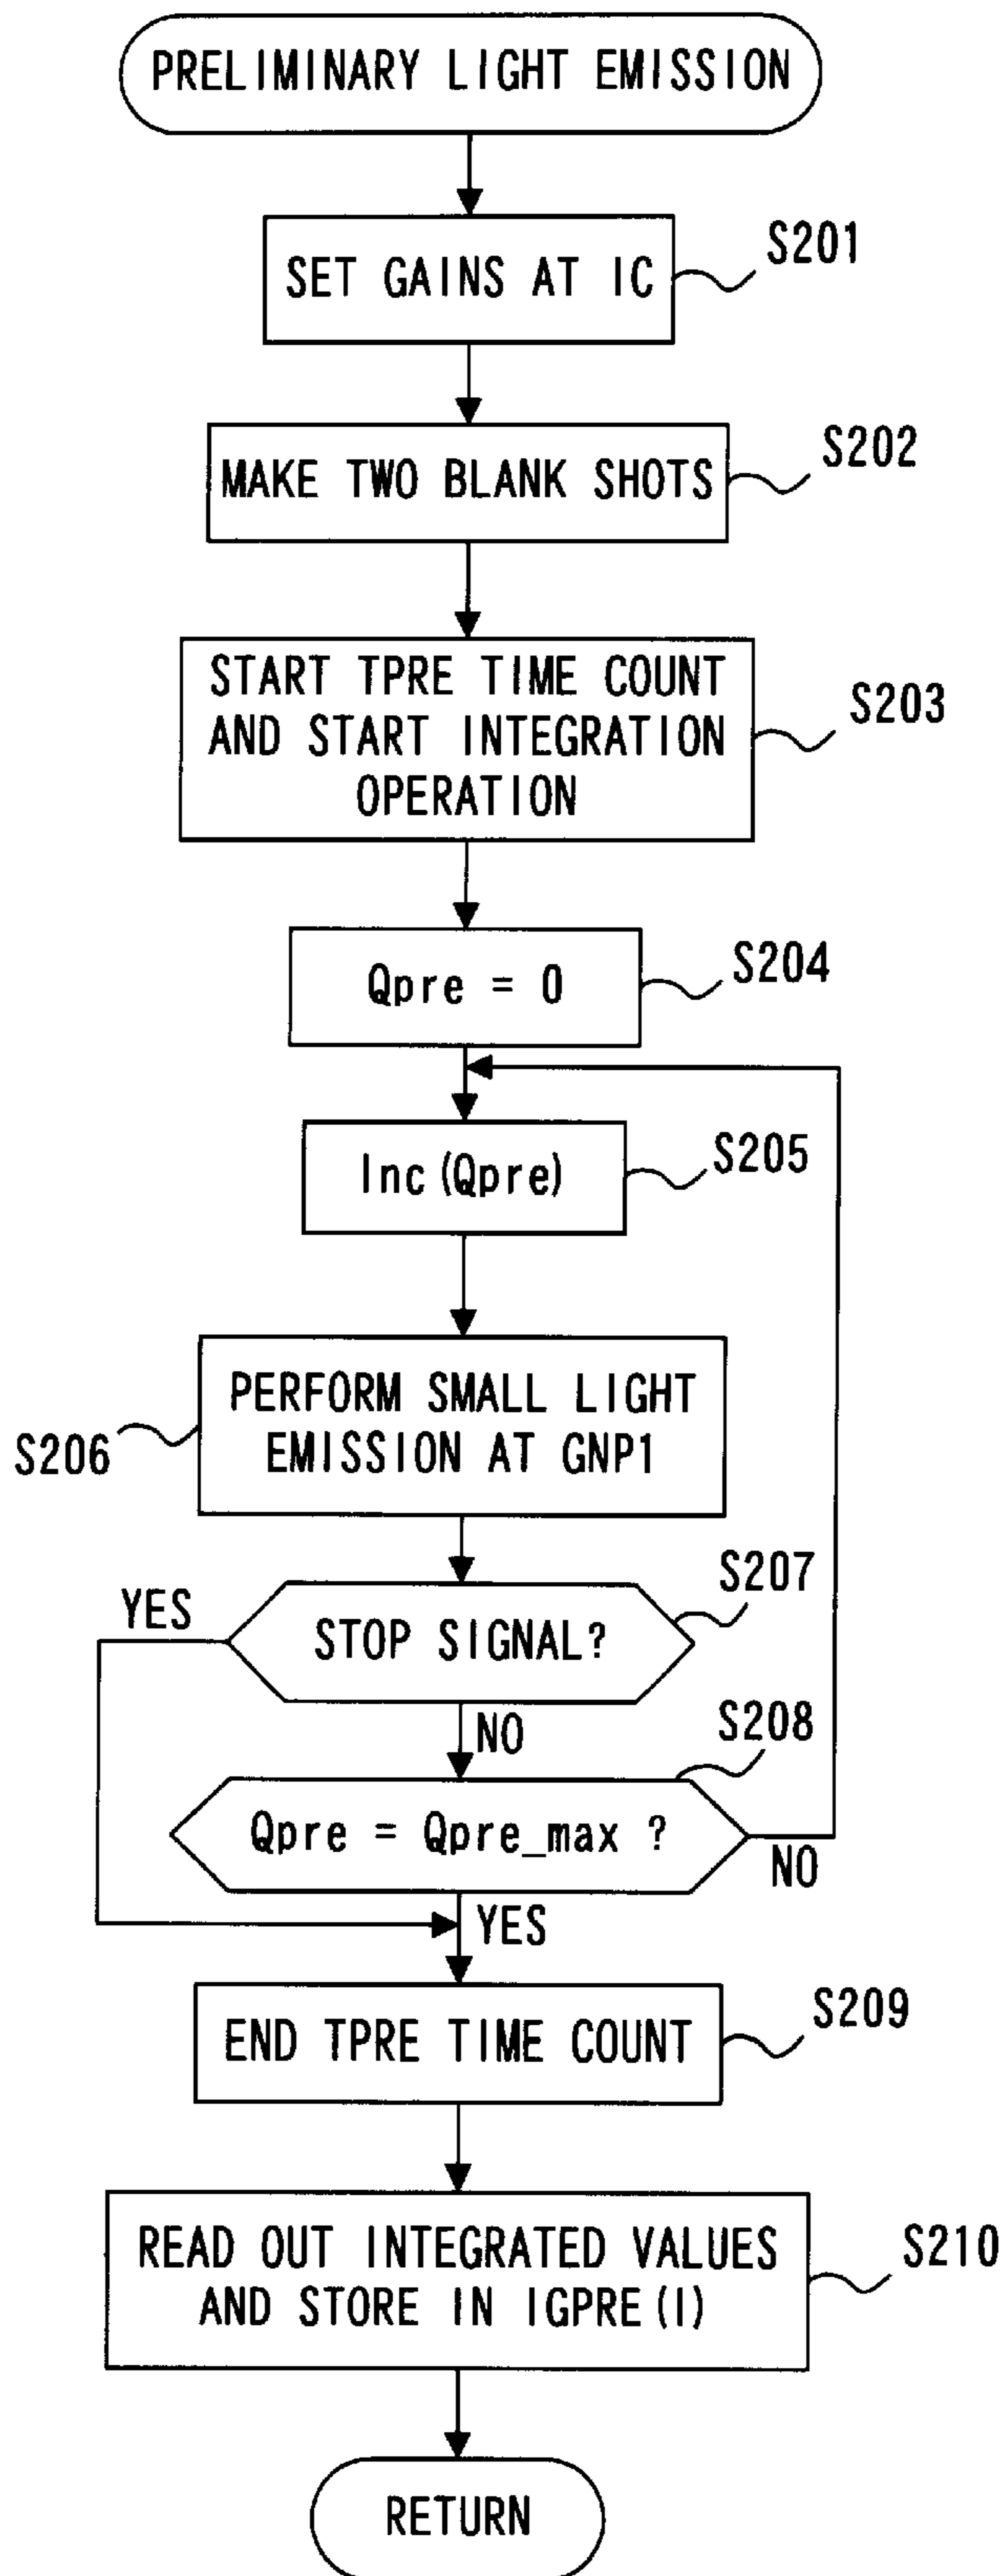 PRELIMINARY LIGHT EMISSION
SET GAINS AT IC
S201
MAKE TWO BLANK SHOTS
S202
START TPRE TIME COUNT
AND START INTEGRATION
OPERATION
S203
Qpre = 0
S204
Inc(Qpre)
S205
PERFORM SMALL LIGHT
EMISSION AT GNP1
S206
STOP SIGNAL?
S207
YES
NO
Qpre = Qpre_max ?
S208
NO
YES
END TPRE TIME COUNT
S209
READ OUT INTEGRATED VALUES
AND STORE IN IGPRE(I)
S210
RETURN